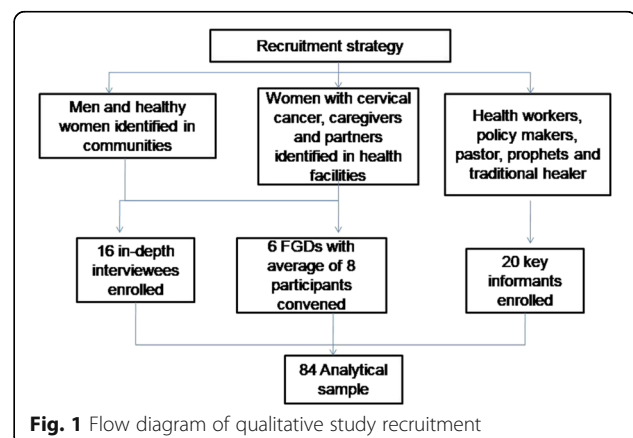 Recruitment strategy
Men and healthy
women identified in
communities
Women with cervical
cancer, caregivers
and partners
identified in health
facilities
Health workers,
policy makers,
pastor, prophets and
traditional healer
16 in-depth
interviewees
enrolled
6 FGDs with
average of 8
participants
convened
20 key
informants
enrolled
84 Analytical
sample
Fig. 1 Flow diagram of qualitative study recruitment